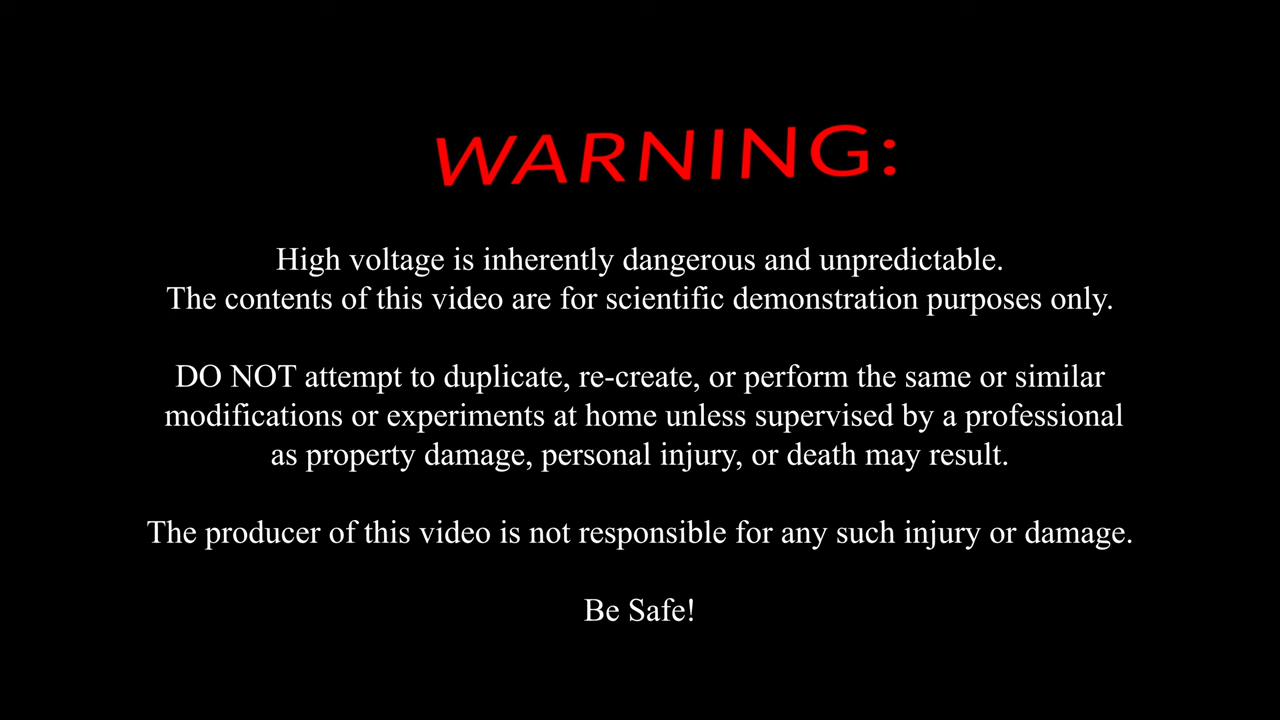 WARNING:
High voltage is inherently dangerous and unpredictable.
The contents of this video are for scientific demonstration purposes only.
DO NOT attempt to duplicate, re-create, or perform the same or similar
modifications or experiments at home unless supervised by a professional
as property damage, personal injury, or death may result.
The producer of this video is not responsible for any such injury or damage.
Be Safe!